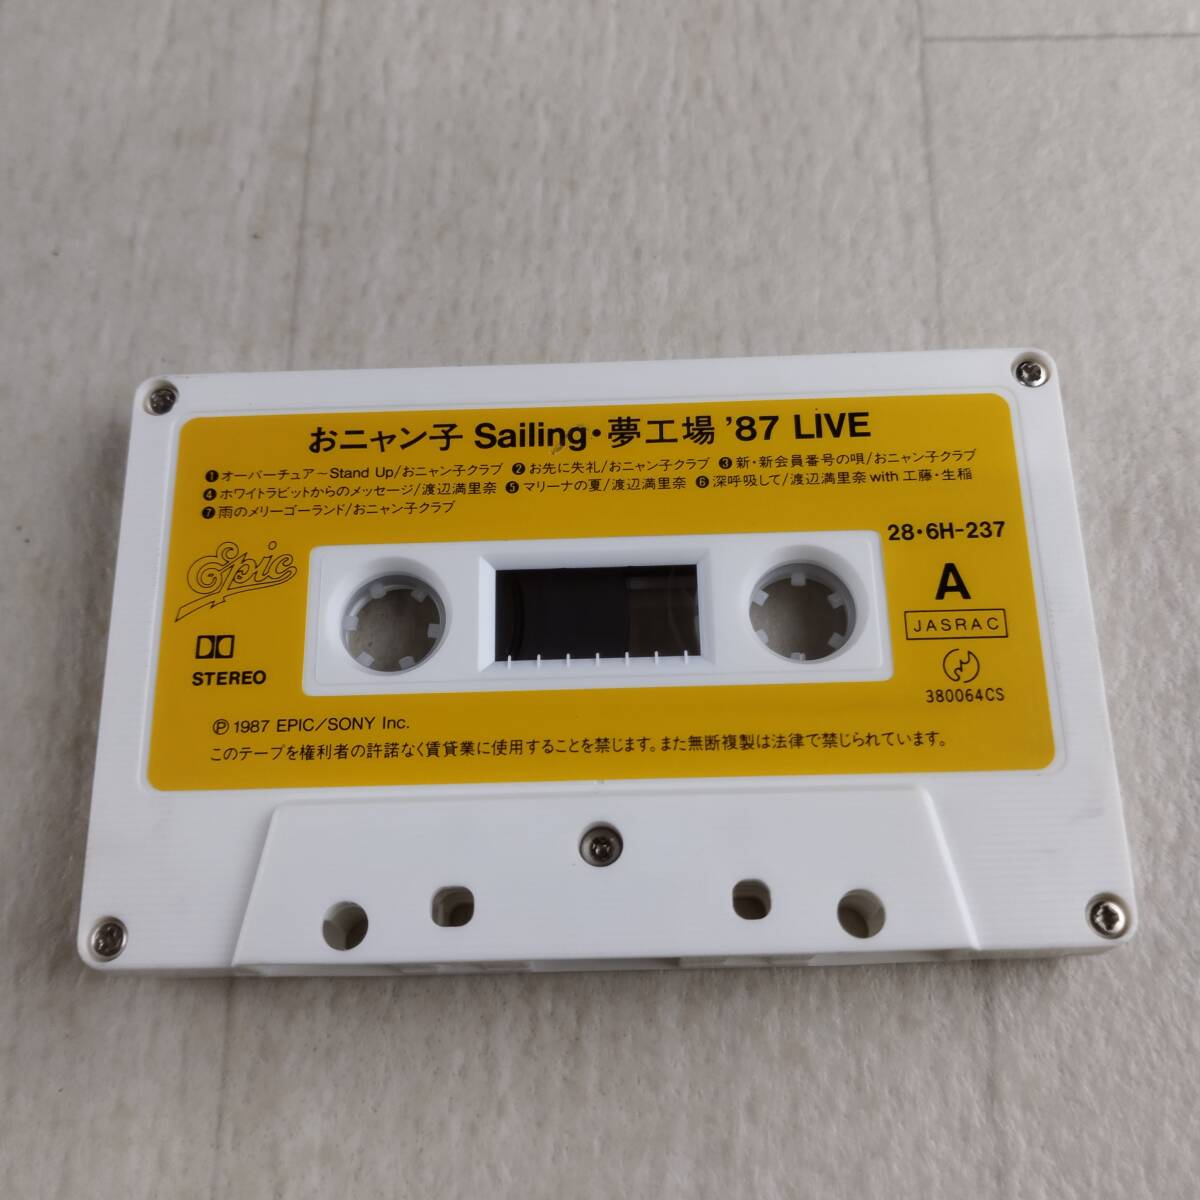 おニャン子 Sailing・夢工場 '87 LIVE
❶オーバーチュアーStand Up/おニャン子クラブ ❷お先に失礼/おニャン子クラブ ❸新・新会員番号の唄/おニャン子クラブ
❹ホワイトラビットからのメッセージ/渡辺満里奈 ❺マリーナの夏/渡辺満里奈 ❻深呼吸して/渡辺満里奈 with 工藤・生稲
❼雨のメリーゴーランド/おニャン子クラブ
28・6H-237
Epic
A
JASRAC
STEREO
380064CS
Ⓟ 1987 EPIC/SONY Inc.
このテープを権利者の許諾なく賃貸業に使用することを禁じます。また無断複製は法律で禁じられています。